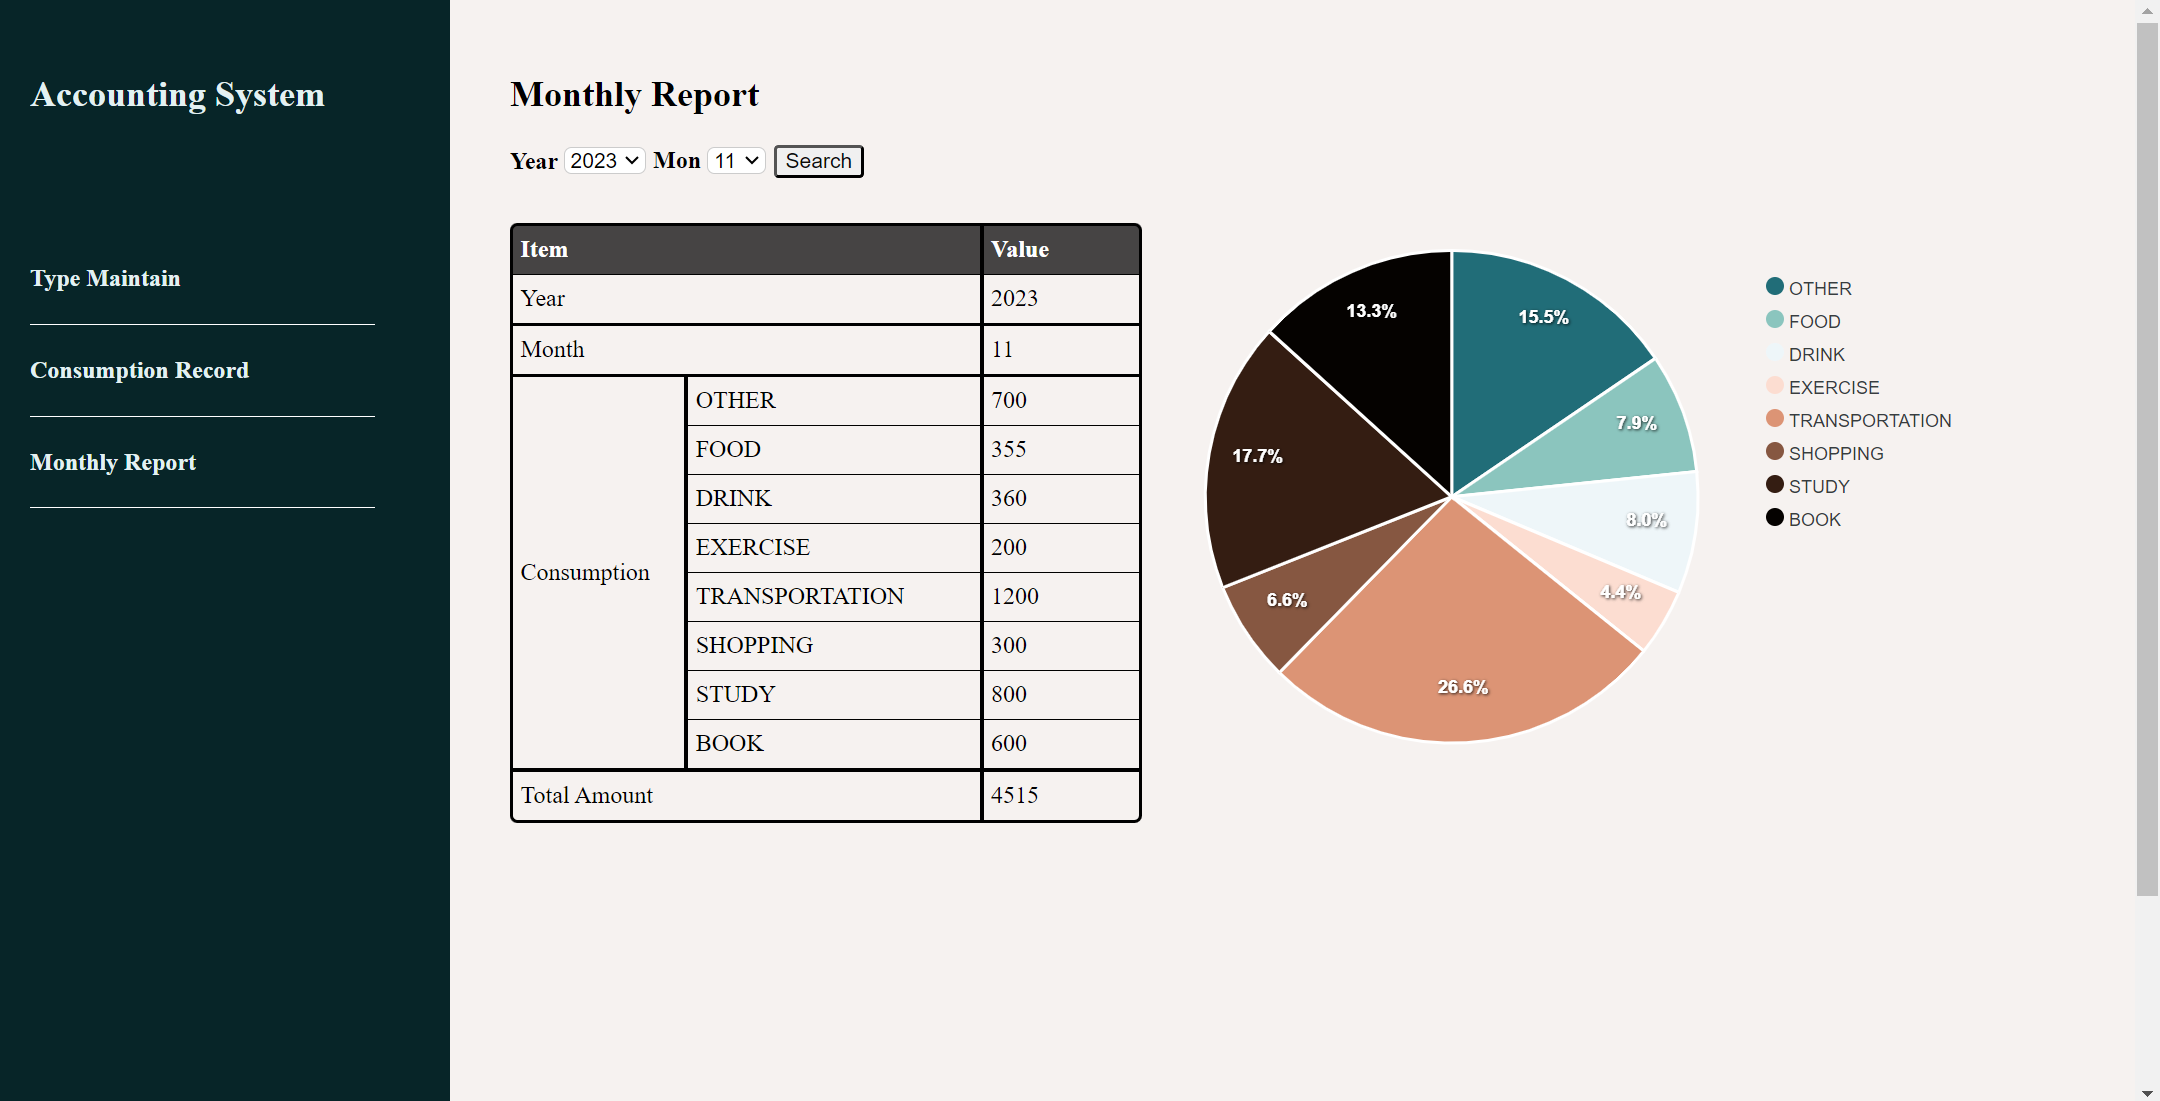 Accounting System
Type Maintain
Consumption Record
Monthly Report
Monthly Report
Year 2023 Mon 11 Search
Item Value
Year 2023
Month 11
Consumption
OTHER 700
FOOD 355
DRINK 360
EXERCISE 200
TRANSPORTATION 1200
SHOPPING 300
STUDY 800
BOOK 600
Total Amount 4515
13.3%
15.5%
7.9%
17.7%
8.0%
4.4%
6.6%
26.6%
OTHER
FOOD
DRINK
EXERCISE
TRANSPORTATION
SHOPPING
STUDY
BOOK